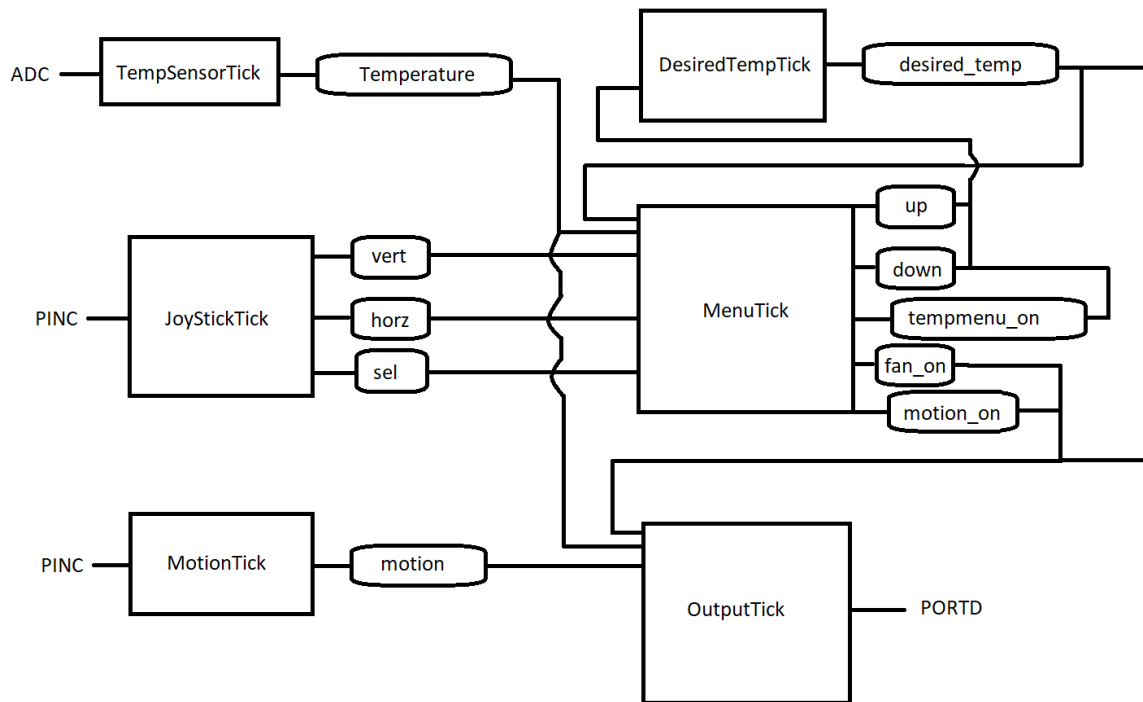 ADC
TempSensorTick
Temperature
DesiredTempTick
desired_temp
PINC
JoyStickTick
vert
horz
sel
MenuTick
up
down
tempmenu_on
fan_on
motion_on
PINC
MotionTick
motion
OutputTick
PORTD